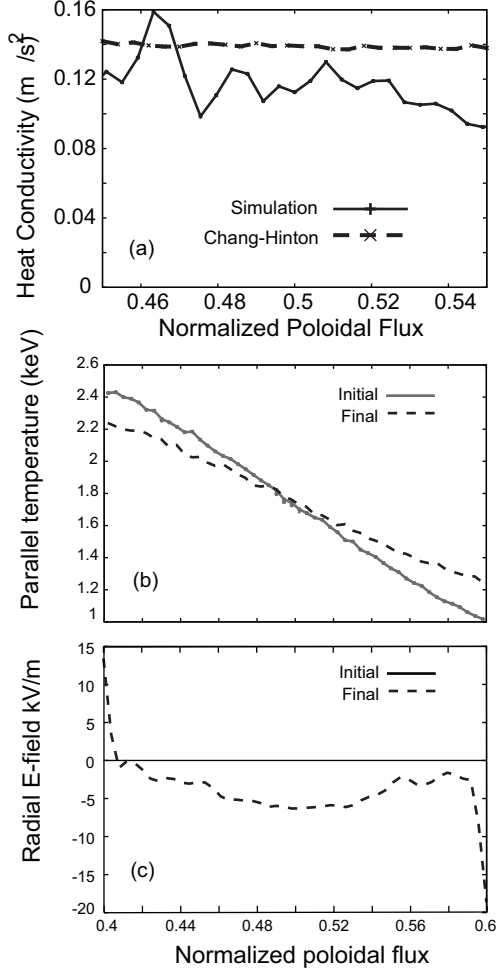 Heat Conductivity (m /s²)
0.16
0.12
0.08
0.04
0
Simulation
Chang-Hinton
(a)
0.46 0.48 0.5 0.52 0.54
Normalized Poloidal Flux
Parallel temperature (keV)
2.6
2.4
2.2
2
1.8
1.6
1.4
1.2
1
Initial
Final
(b)
Radial E-field kV/m
15
10
5
0
-5
-10
-15
-20
Initial
Final
(c)
0.4 0.44 0.48 0.52 0.56 0.6
Normalized poloidal flux